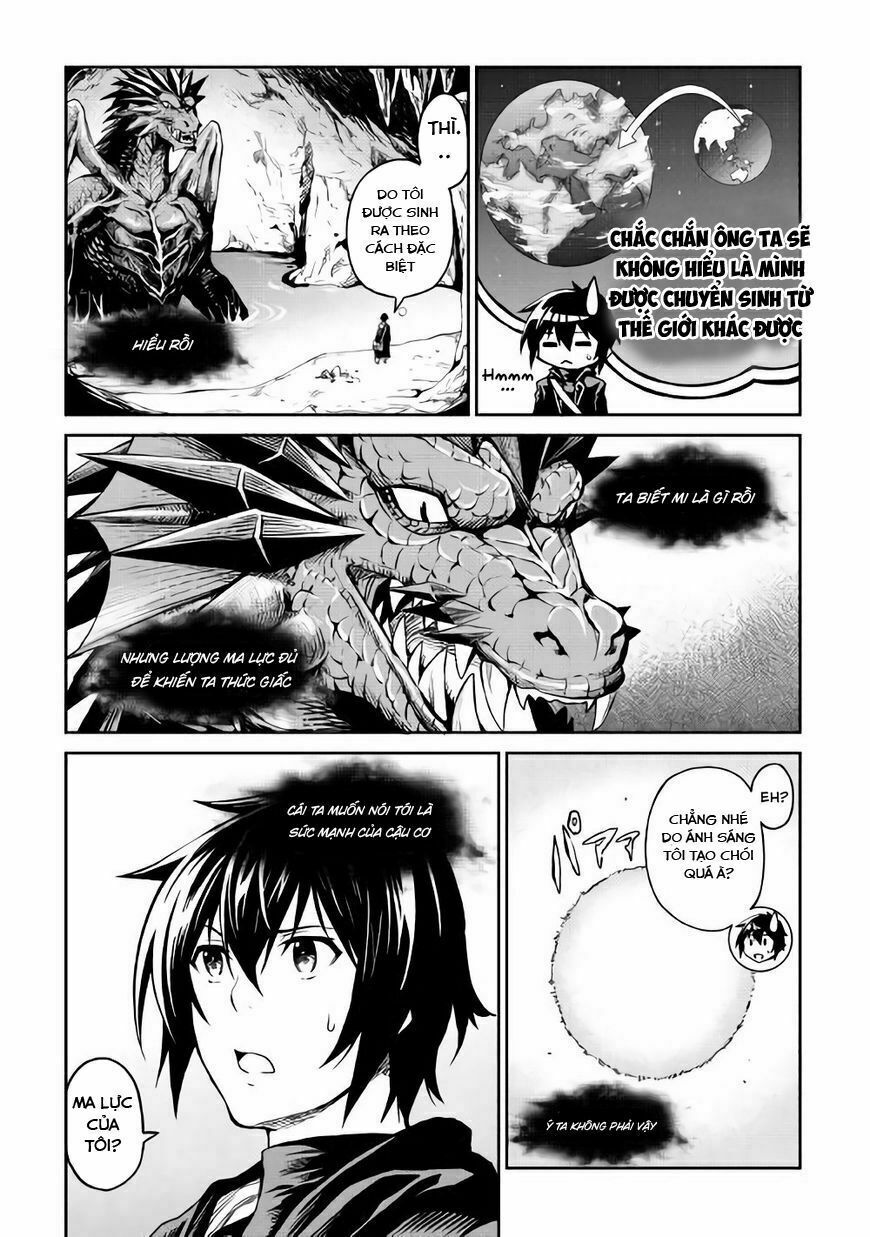 CHẮC CHẮN ÔNG TA SẼ
KHÔNG HIỂU LÀ MÌNH
ĐƯỢC CHUYỂN SINH TỪ
THẾ GIỚI KHÁC ĐƯỢC
Hmmm
...
THÌ.
..
DO TÔI
ĐƯỢC SINH
RA THEO
CÁCH ĐẶC
BIỆT
HIỂU RỒI
TA BIẾT MI LÀ GÌ RỒI
NHƯNG LƯỢNG MA LỰC ĐỦ
ĐỂ KHIẾN TA THỨC GIẤC
EH?
CHẲNG NHẼ
DO ÁNH SÁNG
TÔI TẠO CHÓI
QUÁ À?
パアァ
Ý TA KHÔNG PHẢI VẬY
CÁI TA MUỐN NÓI TỚI LÀ
SỨC MẠNH CỦA CẬU CƠ
MA LỰC
CỦA
TÔI?